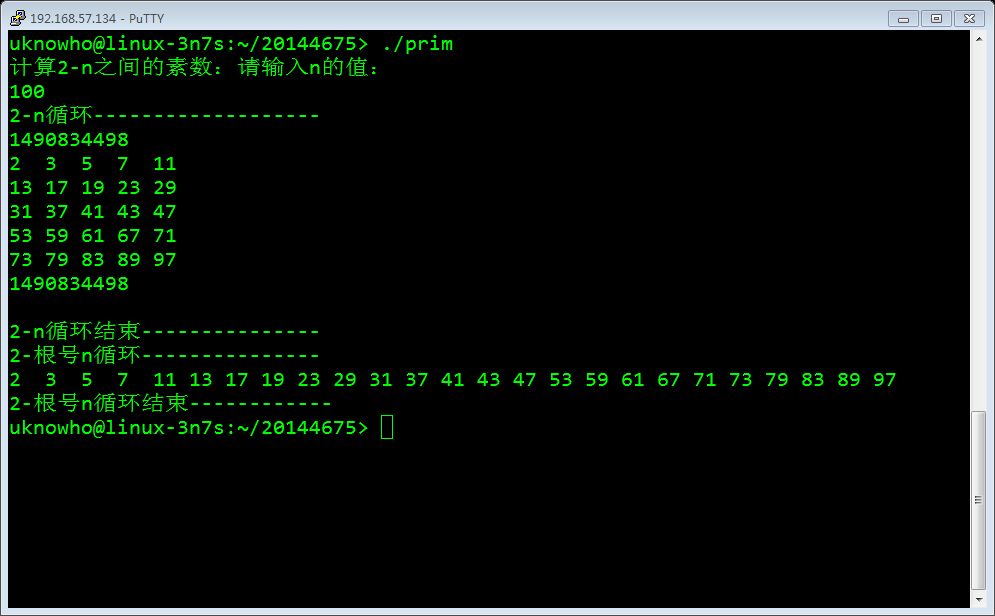 192.168.57.134 - PuTTY
uknowho@linux-3n7s:~/20144675> ./prim
计算2-n之间的素数：请输入n的值：
100
2-n循环-------------------
1490834498
2  3  5  7  11
13 17 19 23 29
31 37 41 43 47
53 59 61 67 71
73 79 83 89 97
1490834498
2-n循环结束---------------
2-根号n循环---------------
2  3  5  7  11 13 17 19 23 29 31 37 41 43 47 53 59 61 67 71 73 79 83 89 97
2-根号n循环结束------------
uknowho@linux-3n7s:~/20144675>